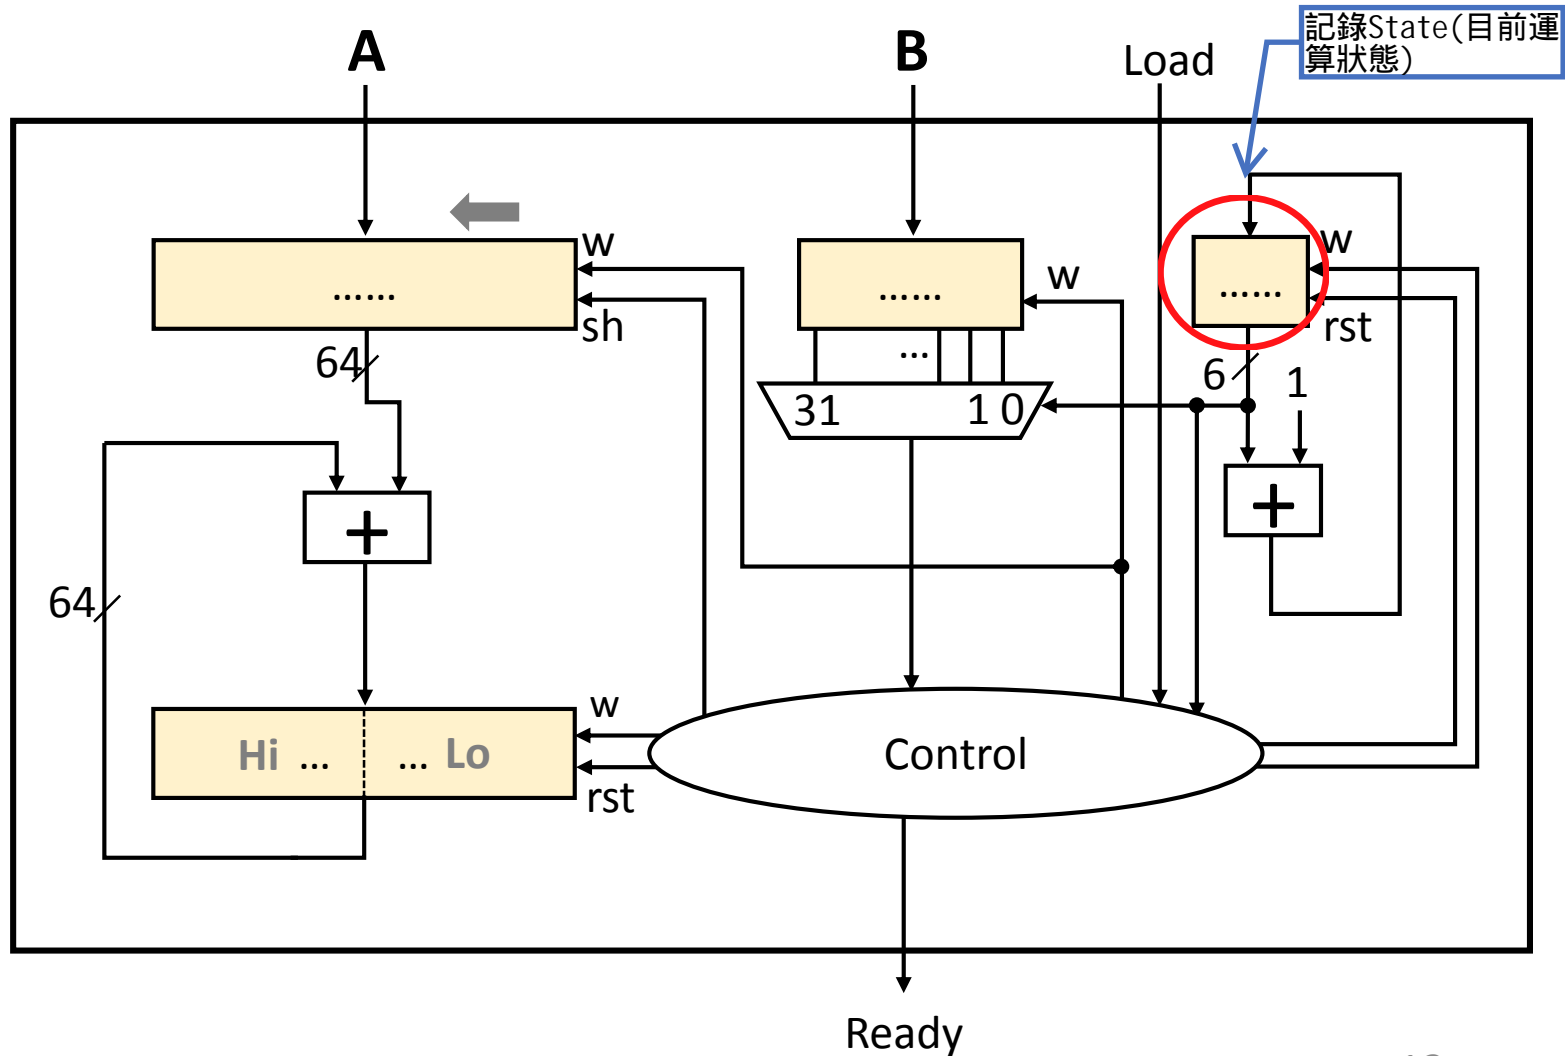 記錄State(目前運
算狀態)
A
B
Load
w
......
sh
w
......
w
......
rst
64
...
6
1
31
1 0
+
+
64
w
Hi ...
... Lo
rst
Control
Ready